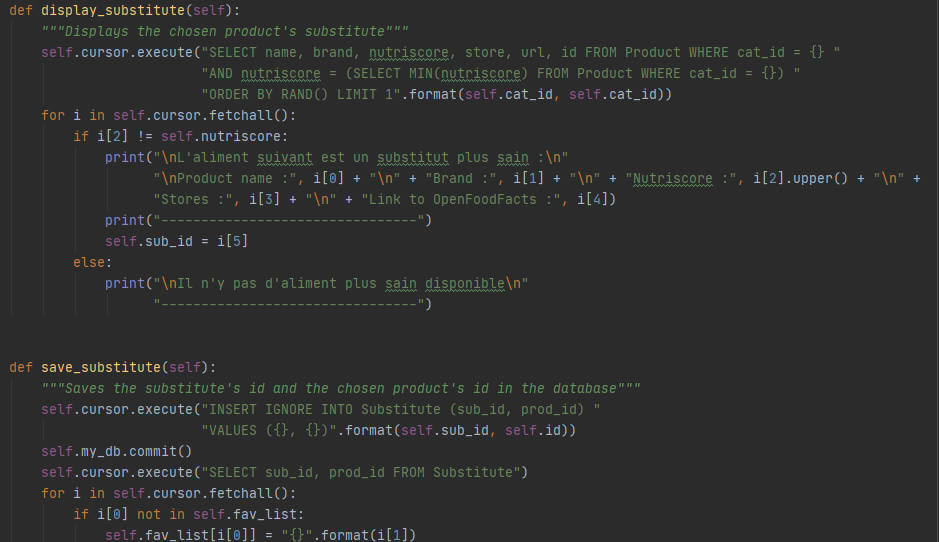 def display_substitute(self):
    """Displays the chosen product's substitute"""
    self.cursor.execute("SELECT name, brand, nutriscore, store, url, id FROM Product WHERE cat_id = {} "
                        "AND nutriscore = (SELECT MIN(nutriscore) FROM Product WHERE cat_id = {}) "
                        "ORDER BY RAND() LIMIT 1".format(self.cat_id, self.cat_id))
    for i in self.cursor.fetchall():
        if i[2] != self.nutriscore:
            print("\nL'aliment suivant est un substitut plus sain :\n"
                  "\nProduct name :", i[0] + "\n" + "Brand :", i[1] + "\n" + "Nutriscore :", i[2].upper() + "\n" +
                  "Stores :", i[3] + "\n" + "Link to OpenFoodFacts :", i[4])
            print("--------------------------------")
            self.sub_id = i[5]
        else:
            print("\nIl n'y pas d'aliment plus sain disponible\n"
                  "--------------------------------")
def save_substitute(self):
    """Saves the substitute's id and the chosen product's id in the database"""
    self.cursor.execute("INSERT IGNORE INTO Substitute (sub_id, prod_id) "
                        "VALUES ({}, {})".format(self.sub_id, self.id))
    self.my_db.commit()
    self.cursor.execute("SELECT sub_id, prod_id FROM Substitute")
    for i in self.cursor.fetchall():
        if i[0] not in self.fav_list:
            self.fav_list[i[0]] = "{}".format(i[1])